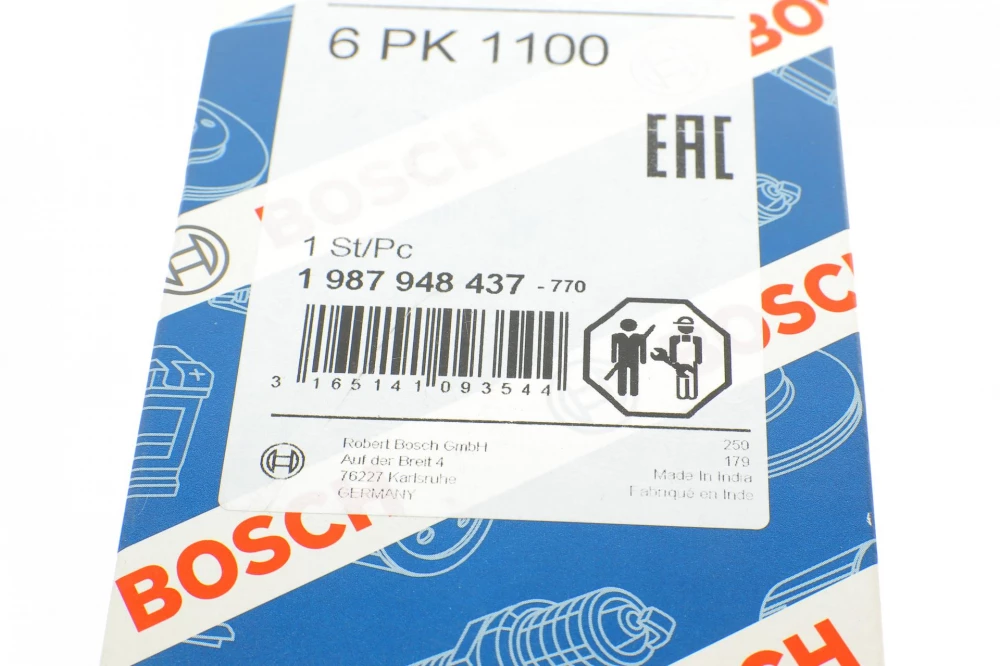 6 PK 1100
BOSCH
EAC
BOSCH
1 St/Pc
1 987 948 437 - 770
BOSCH
3 165141 093544
Robert Bosch GmbH
Auf der Breit 4
76227 Karlsruhe
GERMANY
259
179
Made In India
Fabriqué en Inde
BOSCH
BOSCH